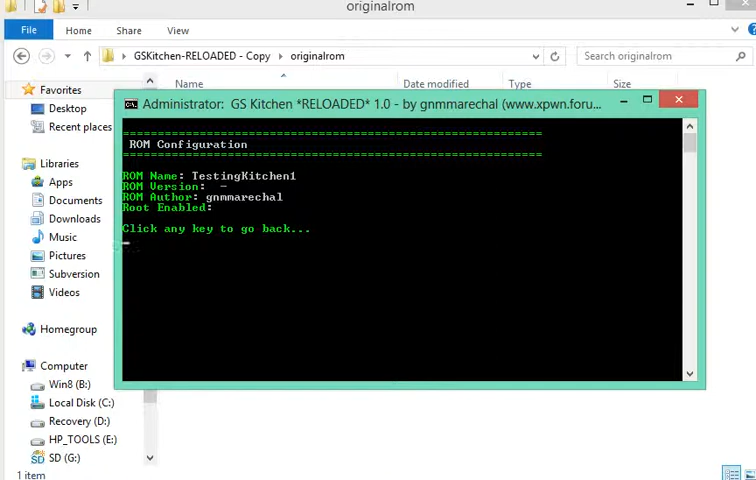 originalrom
File Home Share View
GSKitchen-RELOADED - Copy originalrom Search originalrom
Favorites
Desktop
Recent places
Libraries
Apps
Documents
Downloads
Music
Pictures
Subversion
Videos
Homegroup
Computer
Win8 (B:)
Local Disk (C:)
Recovery (D:)
HP_TOOLS (E:)
SD (G:)
1 item
Name Date modified Type Size
Administrator: GS Kitchen *RELOADED* 1.0 - by gnmmarechal (www.xpwn.foru...
ROM Configuration
ROM Name: TestingKitchen1
ROM Version: -
ROM Author: gnmmarechal
Root Enabled:
Click any key to go back...